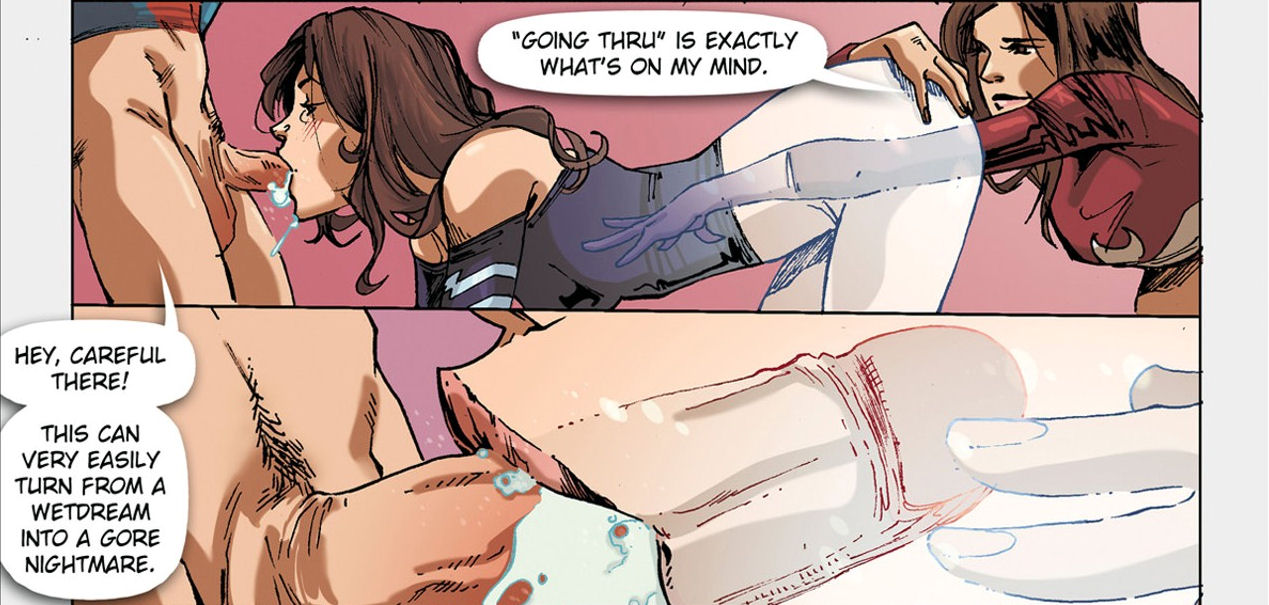 "GOING THRU" IS EXACTLY
WHAT'S ON MY MIND.
HEY, CAREFUL
THERE!
THIS CAN
VERY EASILY
TURN FROM A
WETDREAM
INTO A GORE
NIGHTMARE.